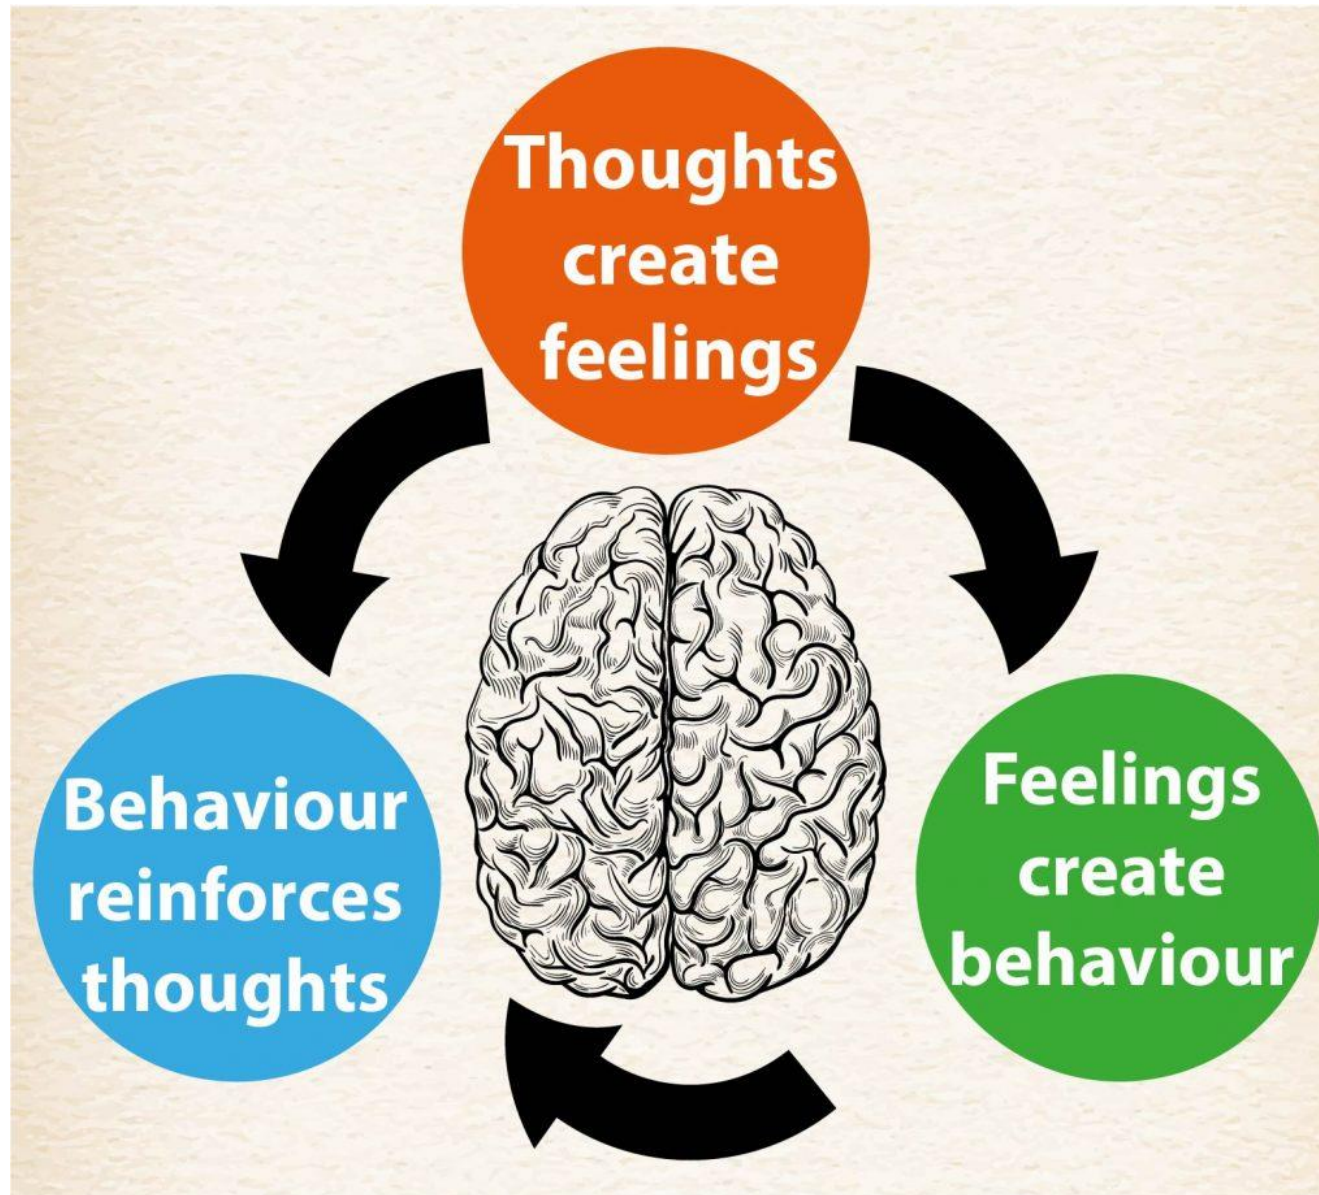 Thoughts
create
feelings
Behaviour
reinforces
thoughts
Feelings
create
behaviour